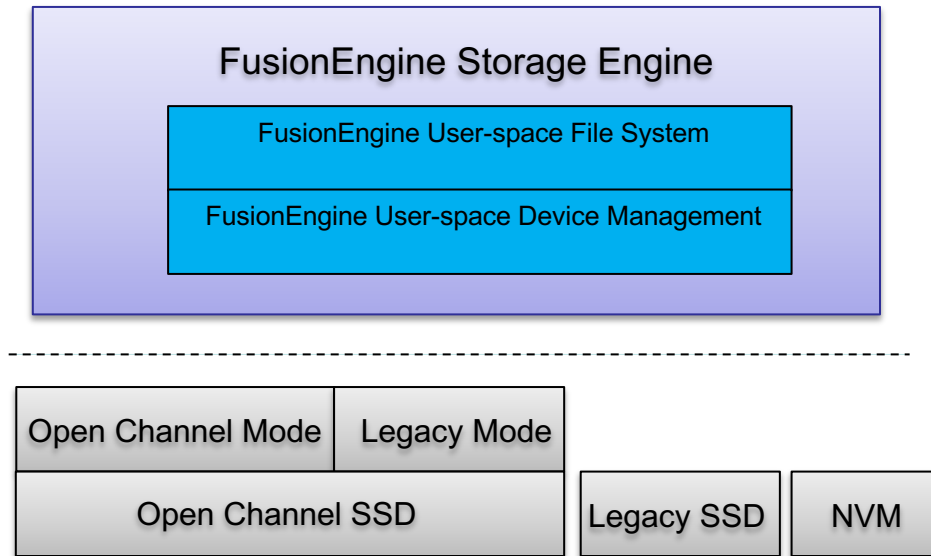 FusionEngine Storage Engine
FusionEngine User-space File System
FusionEngine User-space Device Management
Open Channel Mode
Legacy Mode
Open Channel SSD
Legacy SSD
NVM